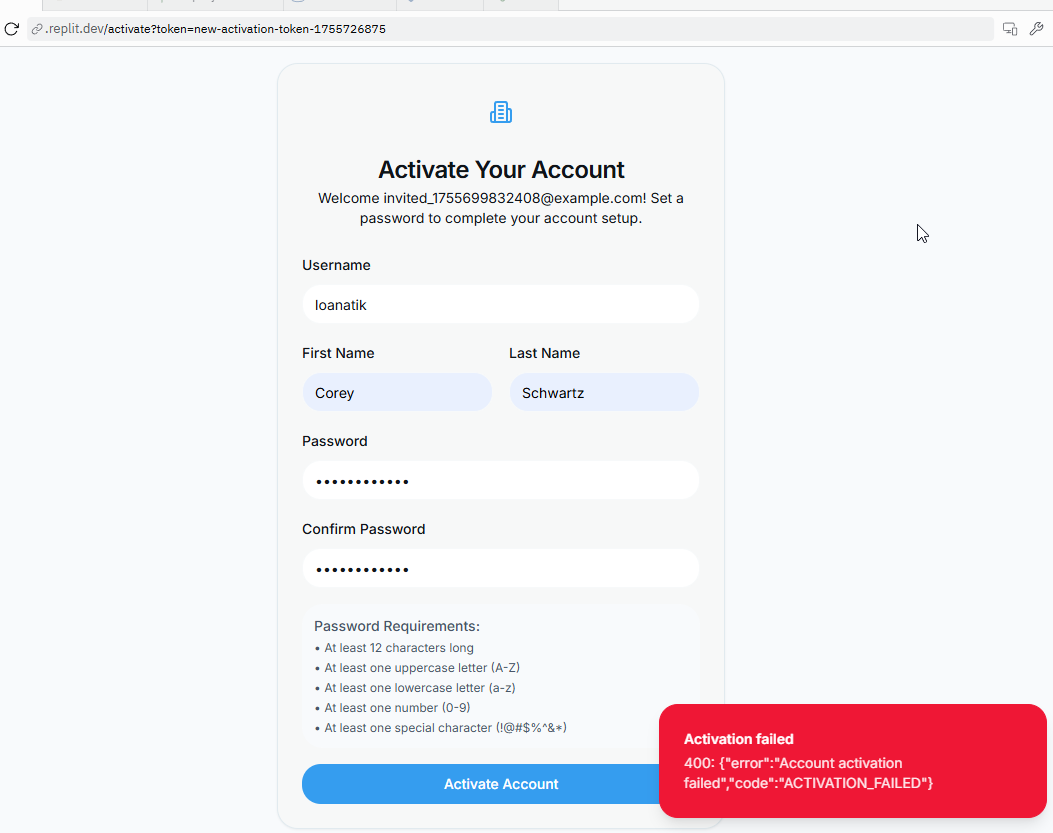 .replit.dev/activate?token=new-activation-token-1755726875
Activate Your Account
Welcome invited_1755699832408@example.com! Set a
password to complete your account setup.
Username
Ioanatik
First Name
Last Name
Corey
Schwartz
Password
••••••••••••
Confirm Password
••••••••••••
Password Requirements:
• At least 12 characters long
• At least one uppercase letter (A-Z)
• At least one lowercase letter (a-z)
• At least one number (0-9)
• At least one special character (!@#$%^&*)
Activate Account
Activation failed
400: {"error":"Account activation
failed","code":"ACTIVATION_FAILED"}